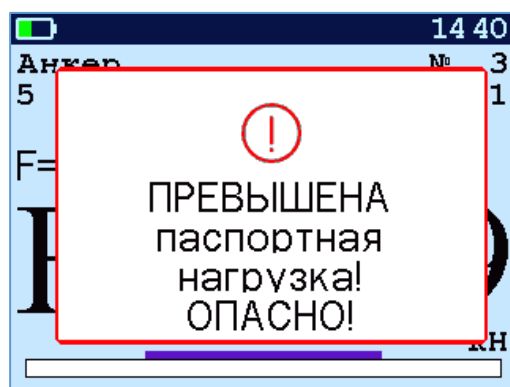 14 40
Анкер № 3
5 1
F=
ПРЕВЫШЕНА
паспортная
нагрузка!
ОПАСНО!
кН